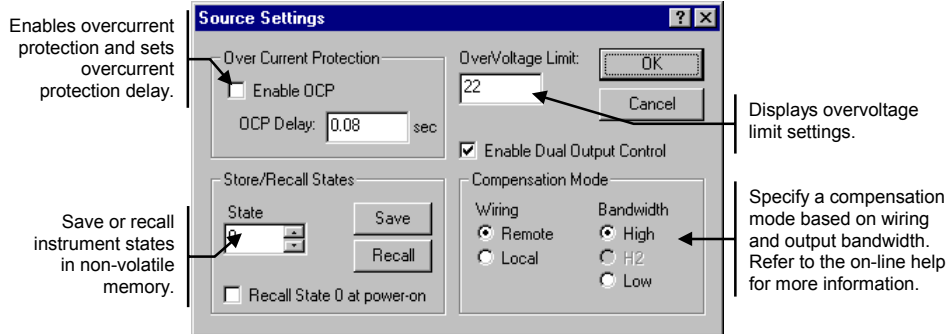 Enables overcurrent
protection and sets
overcurrent
protection delay.
Save or recall
instrument states
in non-volatile
memory.
Source Settings
Over Current Protection
Enable OCP
OCP Delay: 0.08 sec
OverVoltage Limit:
22
OK
Cancel
Enable Dual Output Control
Store/Recall States
State
Save
Recall
Recall State 0 at power-on
Compensation Mode
Wiring Bandwidth
Remote High
Local H2
Low
Displays overvoltage
limit settings.
Specify a compensation
mode based on wiring
and output bandwidth.
Refer to the on-line help
for more information.